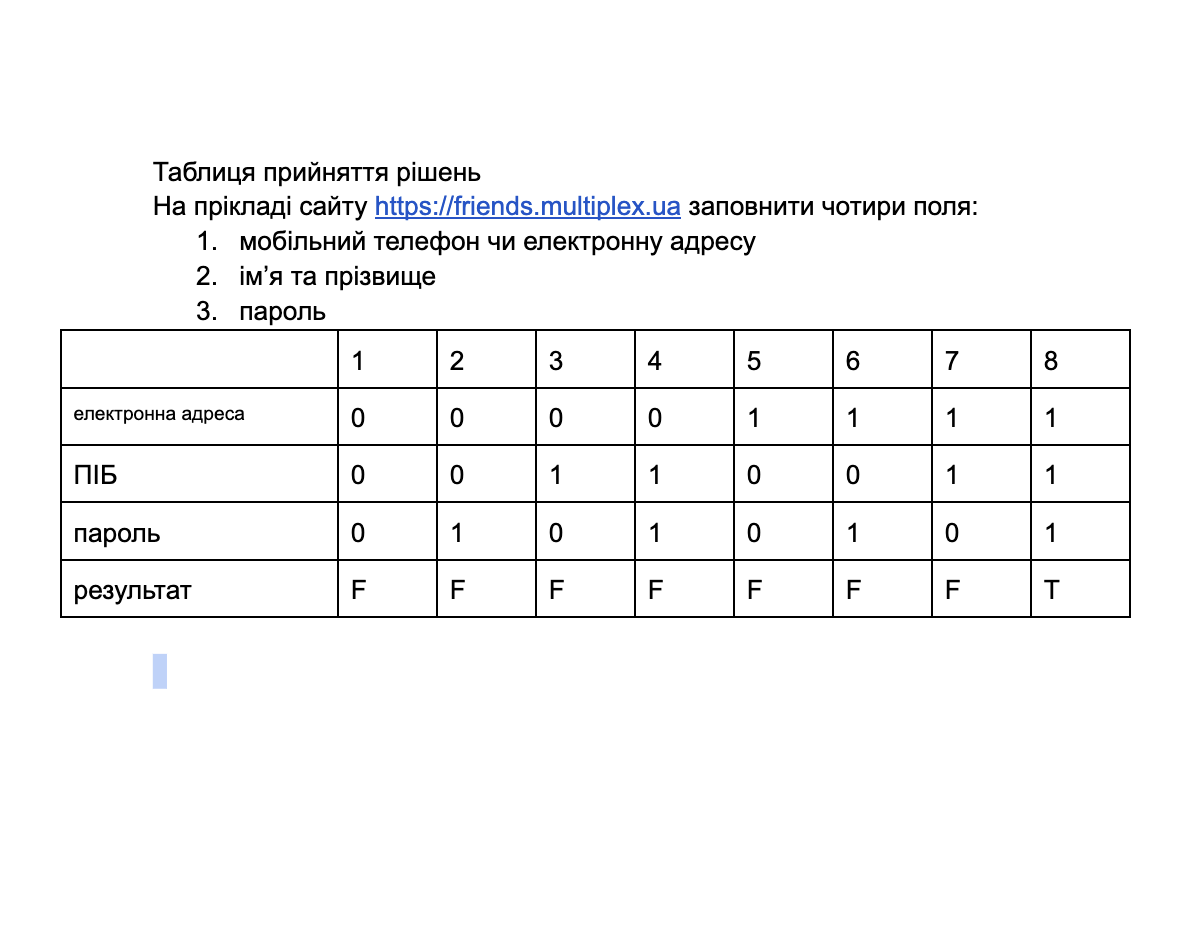 Таблиця прийняття рішень
На прікладі сайту https://friends.multiplex.ua заповнити чотири поля:
1. мобільний телефон чи електронну адресу
2. ім’я та прізвище
3. пароль
1 2 3 4 5 6 7 8
електронна адреса 0 0 0 0 1 1 1 1
ПІБ 0 0 1 1 0 0 1 1
пароль 0 1 0 1 0 1 0 1
результат F F F F F F F T